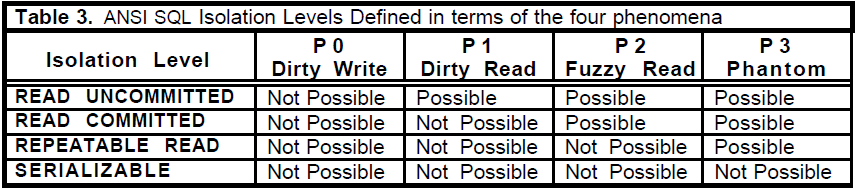 Table 3. ANSI SQL Isolation Levels Defined in terms of the four phenomena
Isolation Level P 0 Dirty Write P 1 Dirty Read P 2 Fuzzy Read P 3 Phantom
READ UNCOMMITTED Not Possible Possible Possible Possible
READ COMMITTED Not Possible Not Possible Possible Possible
REPEATABLE READ Not Possible Not Possible Not Possible Possible
SERIALIZABLE Not Possible Not Possible Not Possible Not Possible